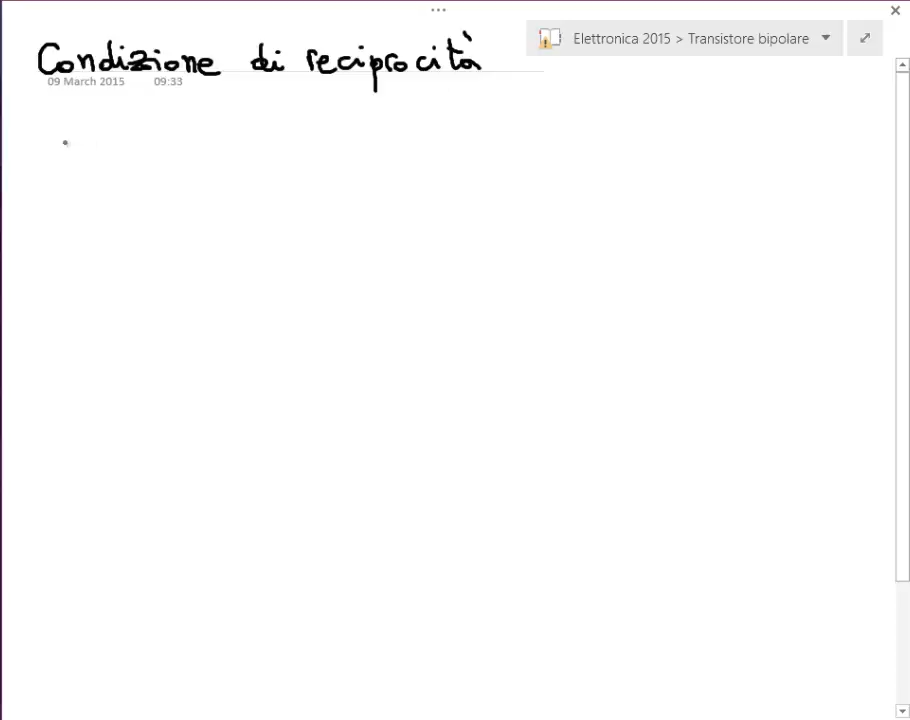 Elettronica 2015 > Transistore bipolare
Condizione di reciprocità
09 March 2015 09:33